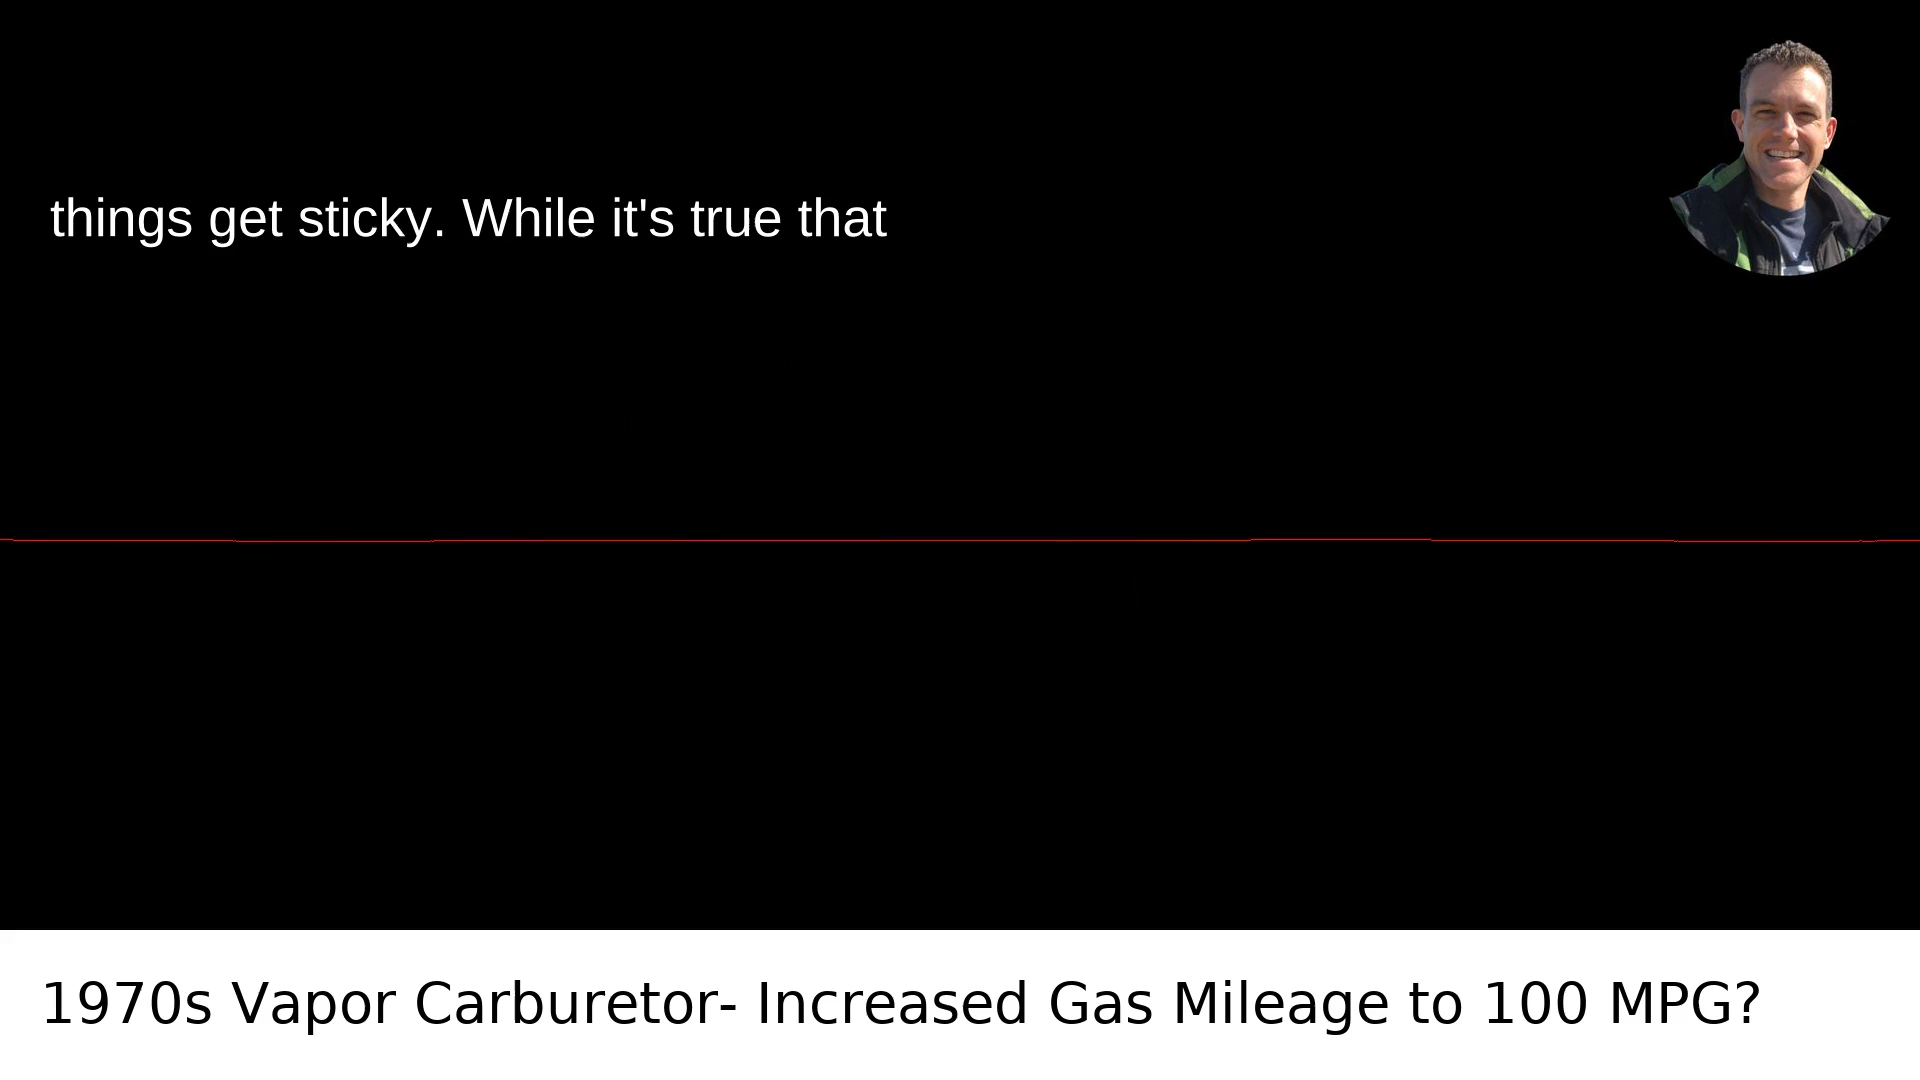 things get sticky. While it's true that
1970s Vapor Carburetor- Increased Gas Mileage to 100 MPG?